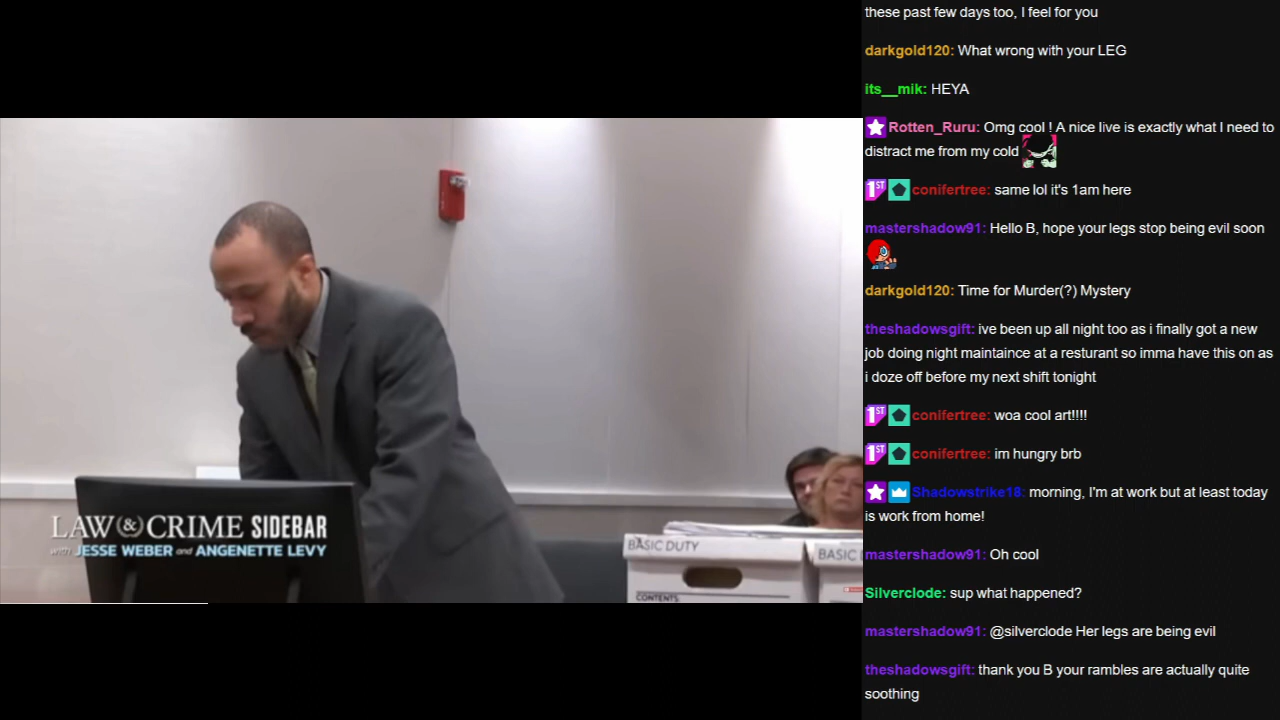 LAW & CRIME SIDEBAR
with JESSE WEBER and ANGENETTE LEVY
BASIC DUTY
CONTENTS:
BASIC
these past few days too, I feel for you
darkgold120: What wrong with your LEG
its__mik: HEYA
Rotten_Ruru: Omg cool ! A nice live is exactly what I need to
distract me from my cold
1ST conifertree: same lol it's 1am here
mastershadow91: Hello B, hope your legs stop being evil soon
darkgold120: Time for Murder(?) Mystery
theshadowsgift: ive been up all night too as i finally got a new
job doing night maintaince at a resturant so imma have this on as
i doze off before my next shift tonight
1ST conifertree: woa cool art!!!!
1ST conifertree: im hungry brb
Shadowstrike18: morning, I'm at work but at least today
is work from home!
mastershadow91: Oh cool
Silverclode: sup what happened?
mastershadow91: @silverclode Her legs are being evil
theshadowsgift: thank you B your rambles are actually quite
soothing